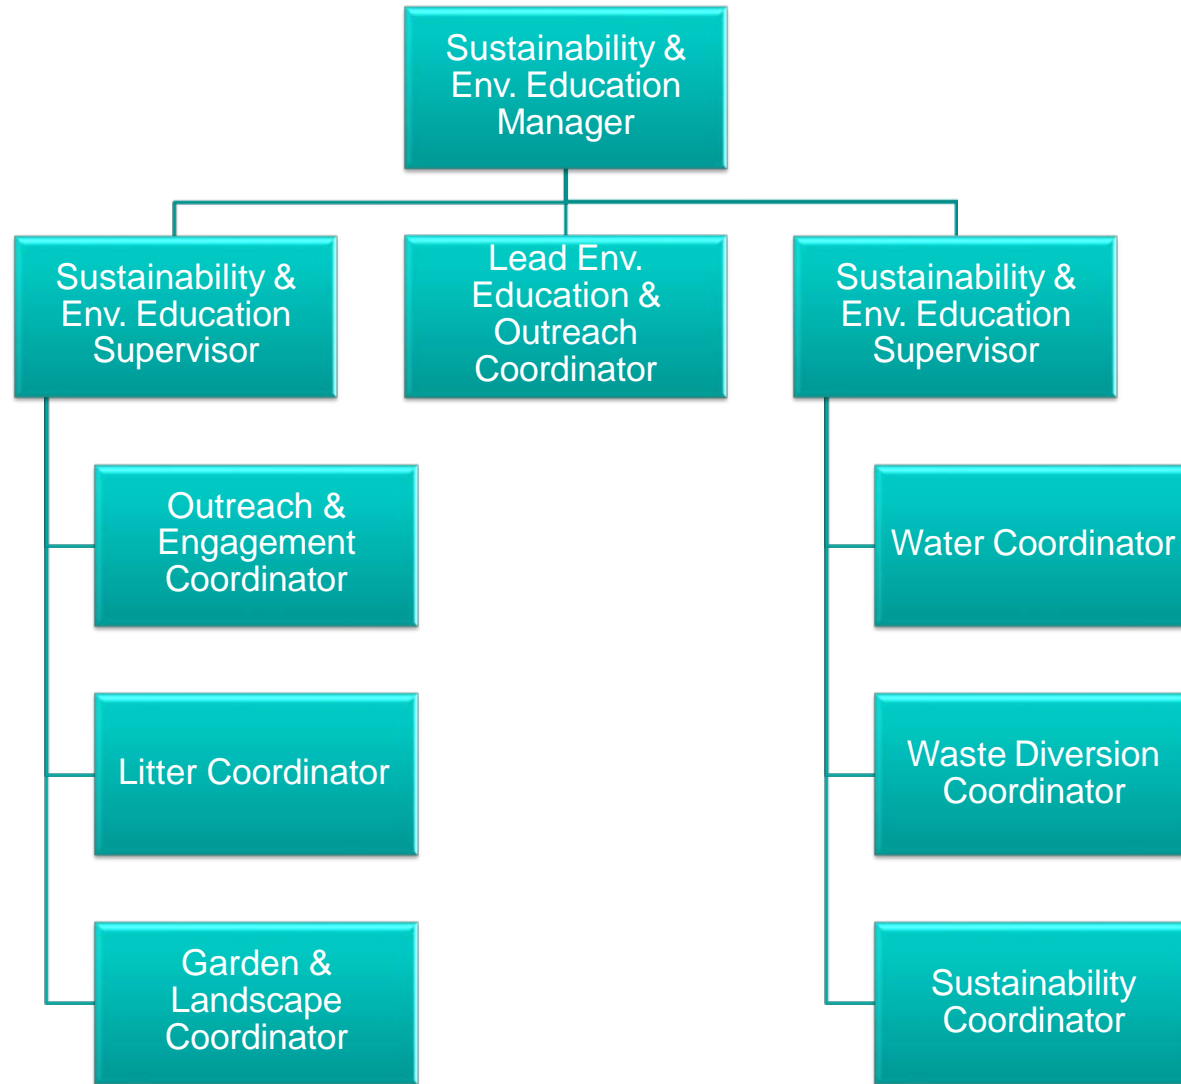 Sustainability &
Env. Education
Manager
Sustainability &
Env. Education
Supervisor
Lead Env.
Education &
Outreach
Coordinator
Sustainability &
Env. Education
Supervisor
Outreach &
Engagement
Coordinator
Litter Coordinator
Garden &
Landscape
Coordinator
Water Coordinator
Waste Diversion
Coordinator
Sustainability
Coordinator